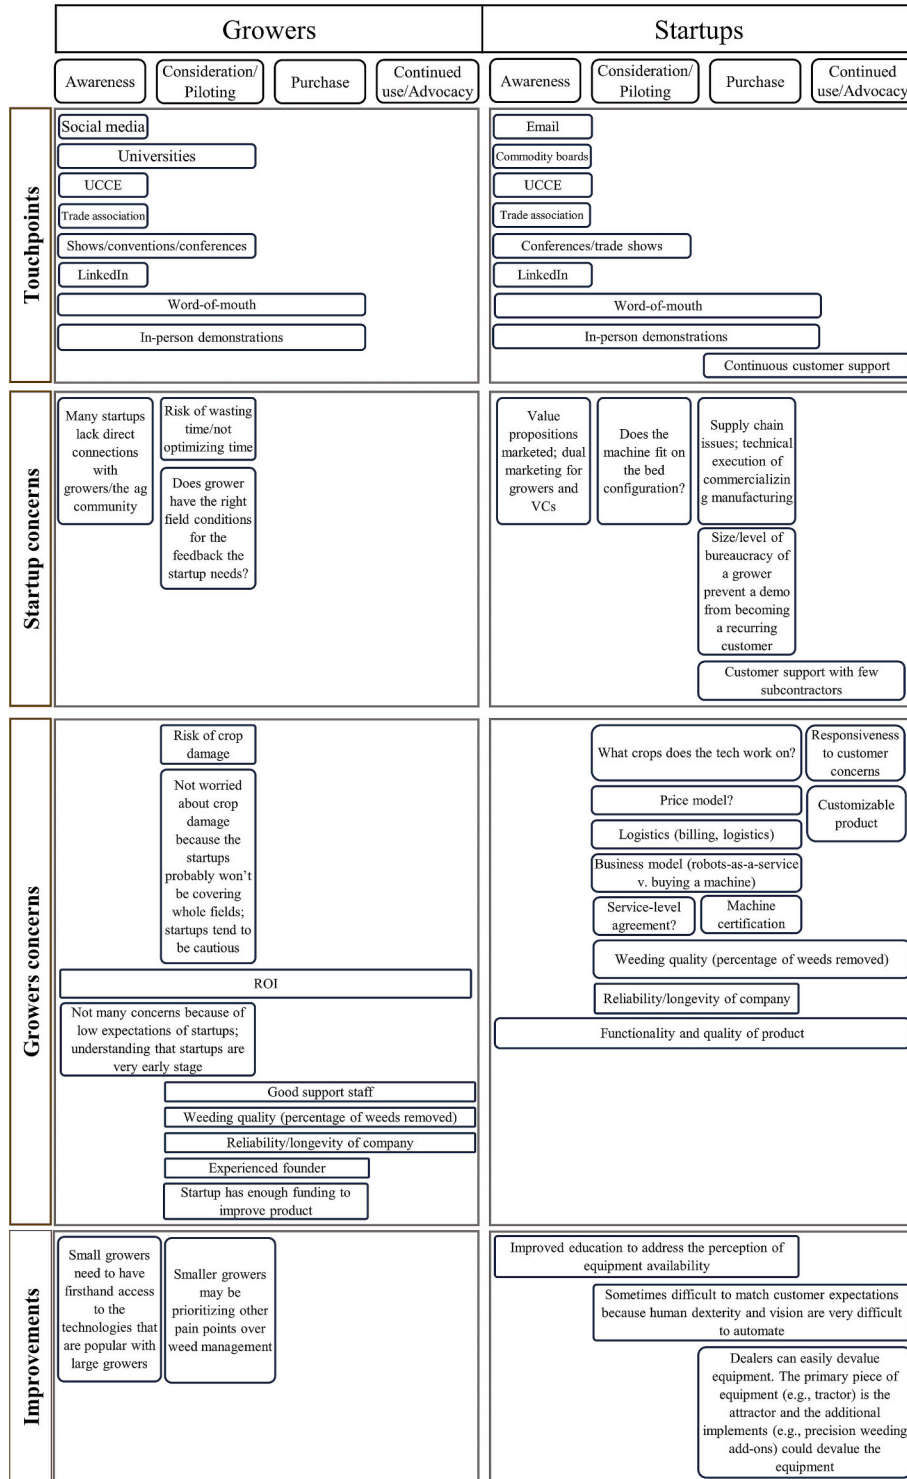 Growers
Startups
Awareness
Consideration/
Piloting
Purchase
Continued
use/Advocacy
Awareness
Consideration/
Piloting
Purchase
Continued
use/Advocacy
Touchpoints
Social media
Universities
UCCE
Trade association
Shows/conventions/conferences
LinkedIn
Word-of-mouth
In-person demonstrations
Email
Commodity boards
UCCE
Trade association
Conferences/trade shows
LinkedIn
Word-of-mouth
In-person demonstrations
Continuous customer support
Startup concerns
Many startups
lack direct
connections
with
growers/the ag
community
Risk of wasting
time/not
optimizing time
Does grower
have the right
field conditions
for the
feedback the
startup needs?
Value
propositions
marketed; dual
marketing for
growers and
VCs
Does the
machine fit on
the bed
configuration?
Supply chain
issues; technical
execution of
commercializin
g manufacturing
Size/level of
bureaucracy of
a grower
prevent a demo
from becoming
a recurring
customer
Customer support with few
subcontractors
Growers concerns
Risk of crop
damage
Not worried
about crop
damage
because the
startups
probably won't
be covering
whole fields;
startups tend to
be cautious
ROI
Not many concerns because of
low expectations of startups;
understanding that startups are
very early stage
Good support staff
Weeding quality (percentage of weeds removed)
Reliability/longevity of company
Experienced founder
Startup has enough funding to
improve product
What crops does the tech work on?
Responsiveness
to customer
concerns
Price model?
Customizable
product
Logistics (billing, logistics)
Business model (robots-as-a-service
v. buying a machine)
Service-level
agreement?
Machine
certification
Weeding quality (percentage of weeds removed)
Reliability/longevity of company
Functionality and quality of product
Improvements
Small growers
need to have
firsthand access
to the
technologies that
are popular with
large growers
Smaller growers
may be
prioritizing other
pain points over
weed management
Improved education to address the perception of
equipment availability
Sometimes difficult to match customer expectations
because human dexterity and vision are very difficult
to automate
Dealers can easily devalue
equipment. The primary piece of
equipment (e.g., tractor) is the
attractor and the additional
implements (e.g., precision weeding
add-ons) could devalue the
equipment